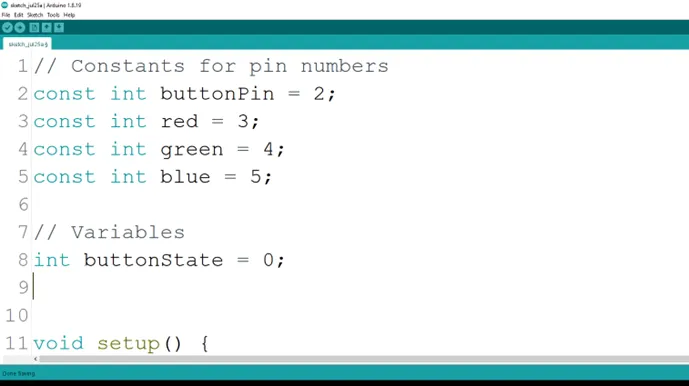 sketch_jul25a | Arduino 1.8.19
File Edit Sketch Tools Help
sketch_jul25a §
1 // Constants for pin numbers
2 const int buttonPin = 2;
3 const int red = 3;
4 const int green = 4;
5 const int blue = 5;
6
7 // Variables
8 int buttonState = 0;
9
10
11 void setup() {
Done Saving.